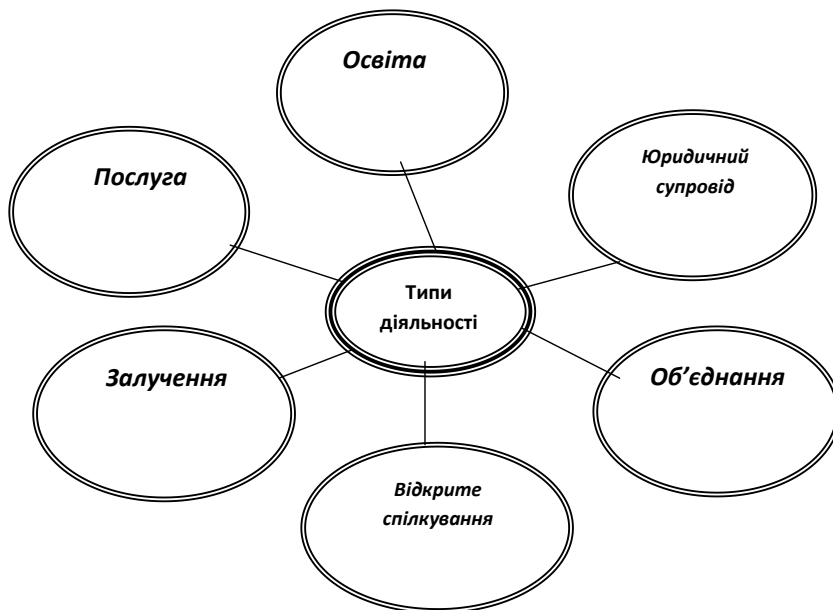 Освіта
Послуга
Юридичний
супровід
Типи
діяльності
Залучення
Об’єднання
Відкрите
спілкування